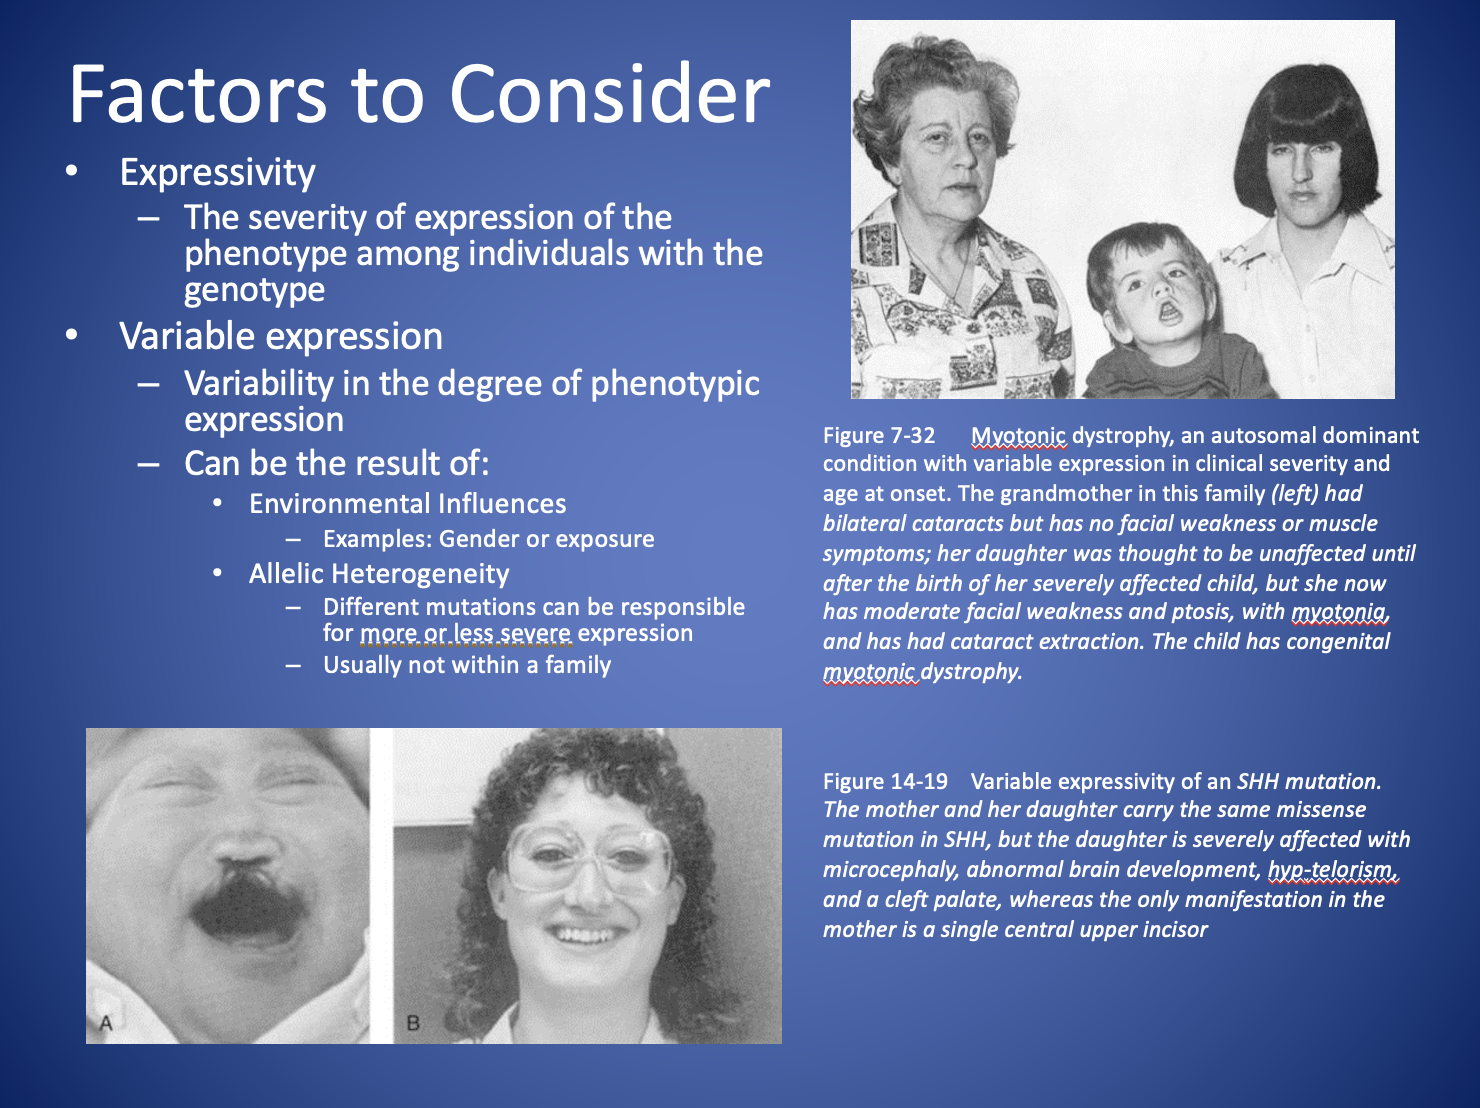 Factors to Consider
• Expressivity
– The severity of expression of the
phenotype among individuals with the
genotype
• Variable expression
– Variability in the degree of phenotypic
expression
– Can be the result of:
• Environmental Influences
– Examples: Gender or exposure
• Allelic Heterogeneity
– Different mutations can be responsible
for more or less severe expression
– Usually not within a family
Figure 7-32 Myotonic dystrophy, an autosomal dominant
condition with variable expression in clinical severity and
age at onset. The grandmother in this family (left) had
bilateral cataracts but has no facial weakness or muscle
symptoms; her daughter was thought to be unaffected until
after the birth of her severely affected child, but she now
has moderate facial weakness and ptosis, with myotonia,
and has had cataract extraction. The child has congenital
myotonic dystrophy.
A
B
Figure 14-19 Variable expressivity of an SHH mutation.
The mother and her daughter carry the same missense
mutation in SHH, but the daughter is severely affected with
microcephaly, abnormal brain development, hyp-telorism,
and a cleft palate, whereas the only manifestation in the
mother is a single central upper incisor